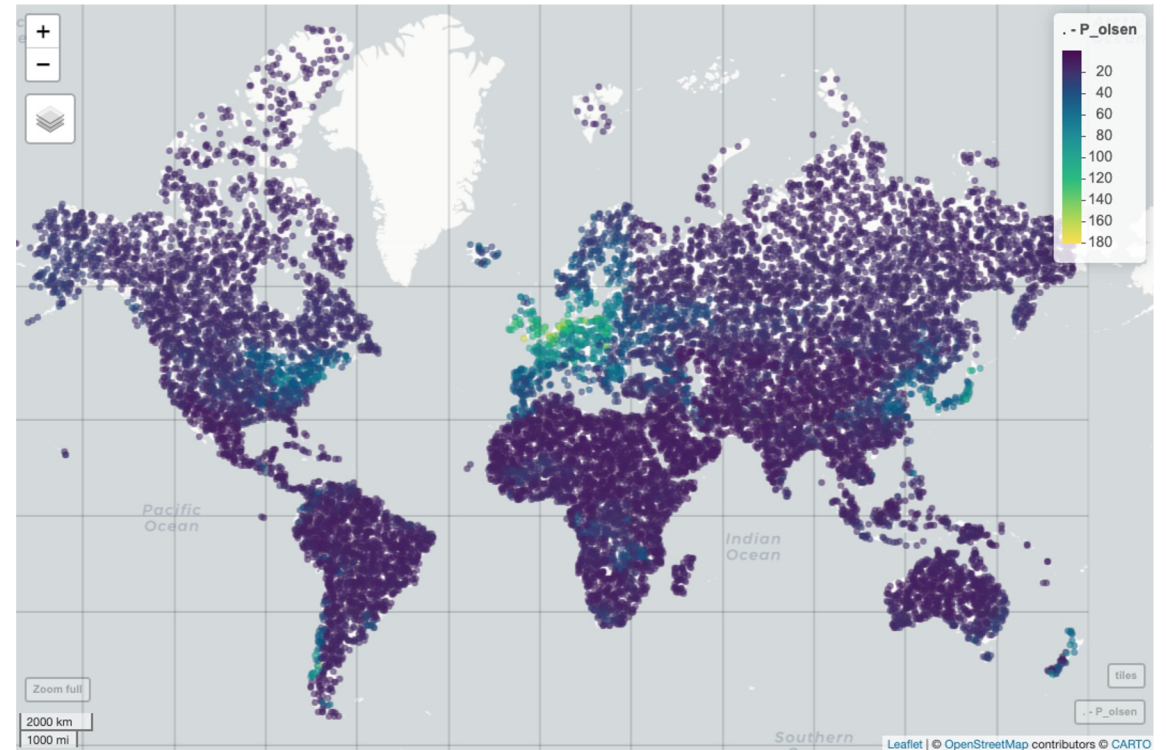 +
−
. - P_olsen
20
40
60
80
100
120
140
160
180
Pacific
Ocean
Indian
Ocean
Zoom full
tiles
. - P_olsen
2000 km
1000 mi
Southern
Leaflet | © OpenStreetMap contributors © CARTO